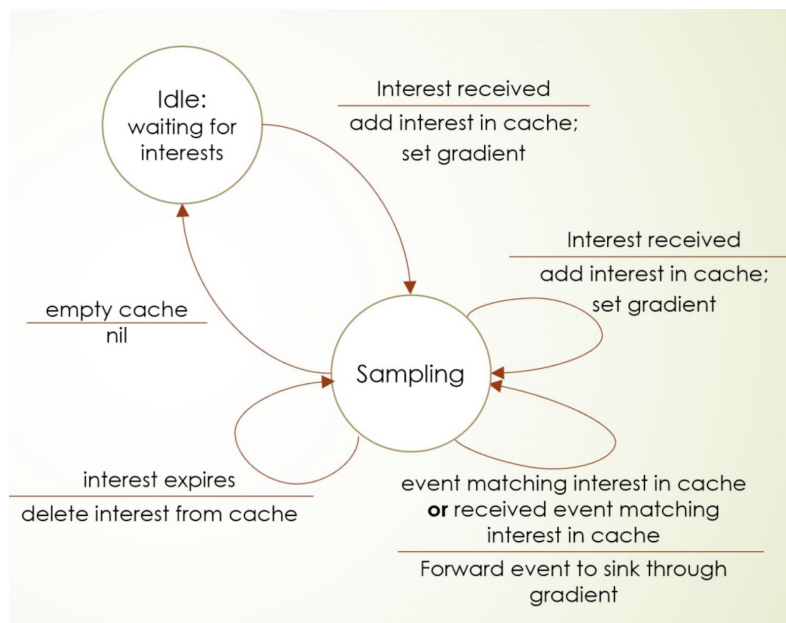 Idle:
waiting for
interests
Interest received
add interest in cache;
set gradient
Interest received
add interest in cache;
set gradient
empty cache
nil
Sampling
interest expires
delete interest from cache
event matching interest in cache
or received event matching
interest in cache
Forward event to sink through
gradient